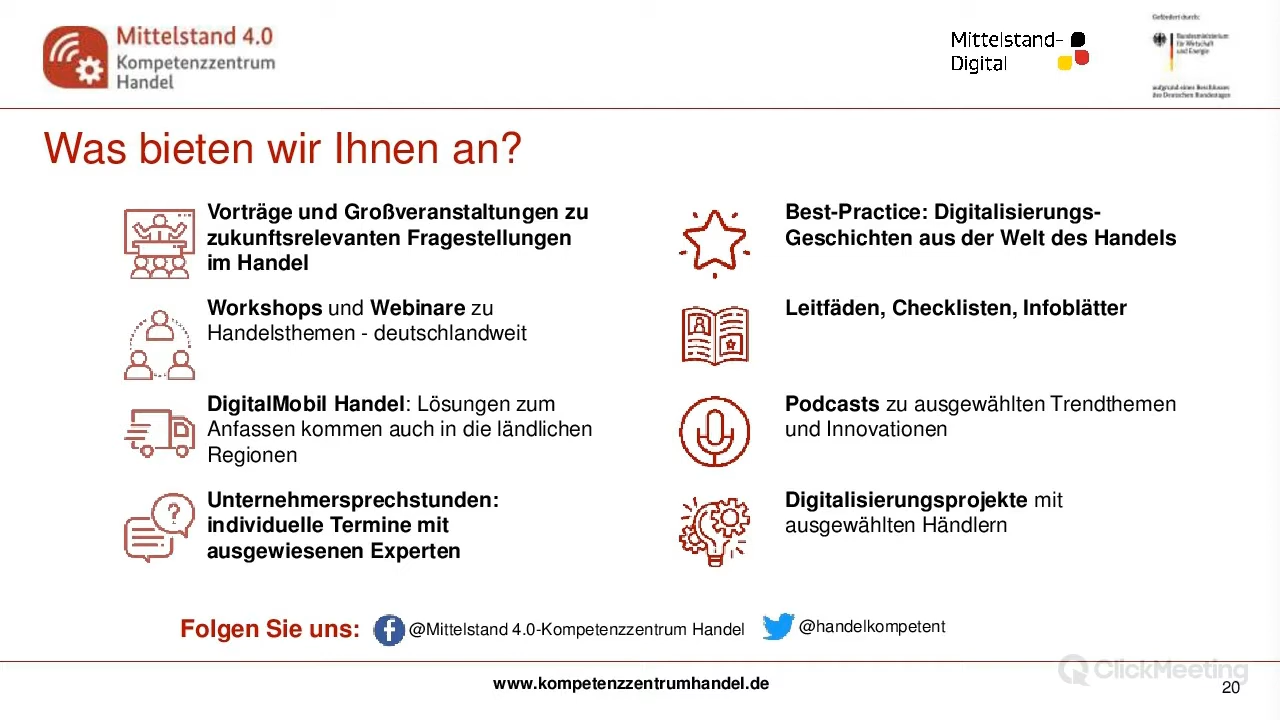 Mittelstand 4.0
Kompetenzzentrum
Handel
Mittelstand-
Digital
Gefördert durch:
Bundesministerium
für Wirtschaft
und Energie
aufgrund eines Beschlusses
des Deutschen Bundestages
Was bieten wir Ihnen an?
Vorträge und Großveranstaltungen zu
zukunftsrelevanten Fragestellungen
im Handel
Workshops und Webinare zu
Handelsthemen - deutschlandweit
DigitalMobil Handel: Lösungen zum
Anfassen kommen auch in die ländlichen
Regionen
Unternehmersprechstunden:
individuelle Termine mit
ausgewiesenen Experten
Best-Practice: Digitalisierungs-
Geschichten aus der Welt des Handels
Leitfäden, Checklisten, Infoblätter
Podcasts zu ausgewählten Trendthemen
und Innovationen
Digitalisierungsprojekte mit
ausgewählten Händlern
Folgen Sie uns: @Mittelstand 4.0-Kompetenzzentrum Handel @handelkompetent
www.kompetenzzentrumhandel.de
ClickMeeting
20